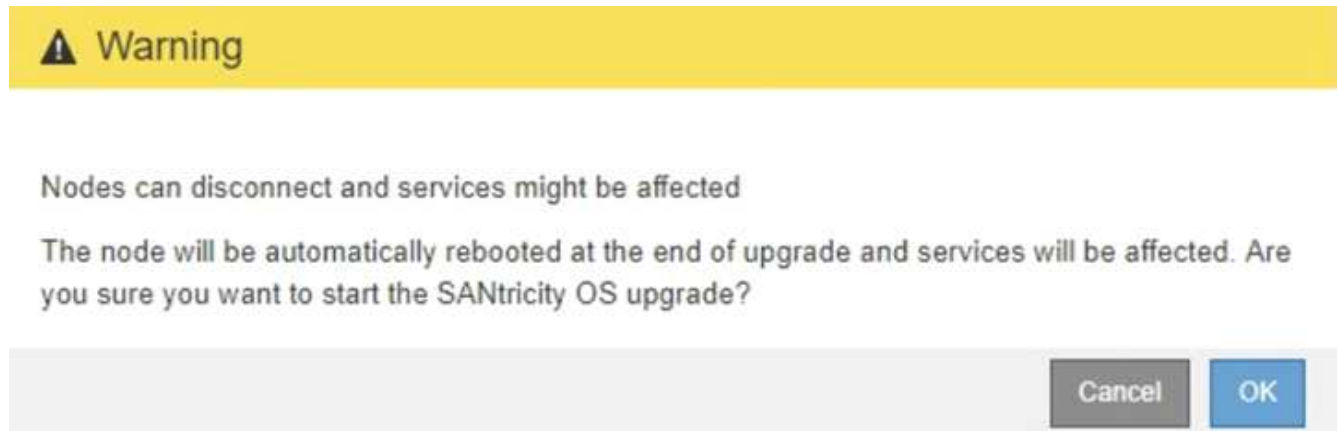 Warning
Nodes can disconnect and services might be affected
The node will be automatically rebooted at the end of upgrade and services will be affected. Are
you sure you want to start the SANtricity OS upgrade?
Cancel OK